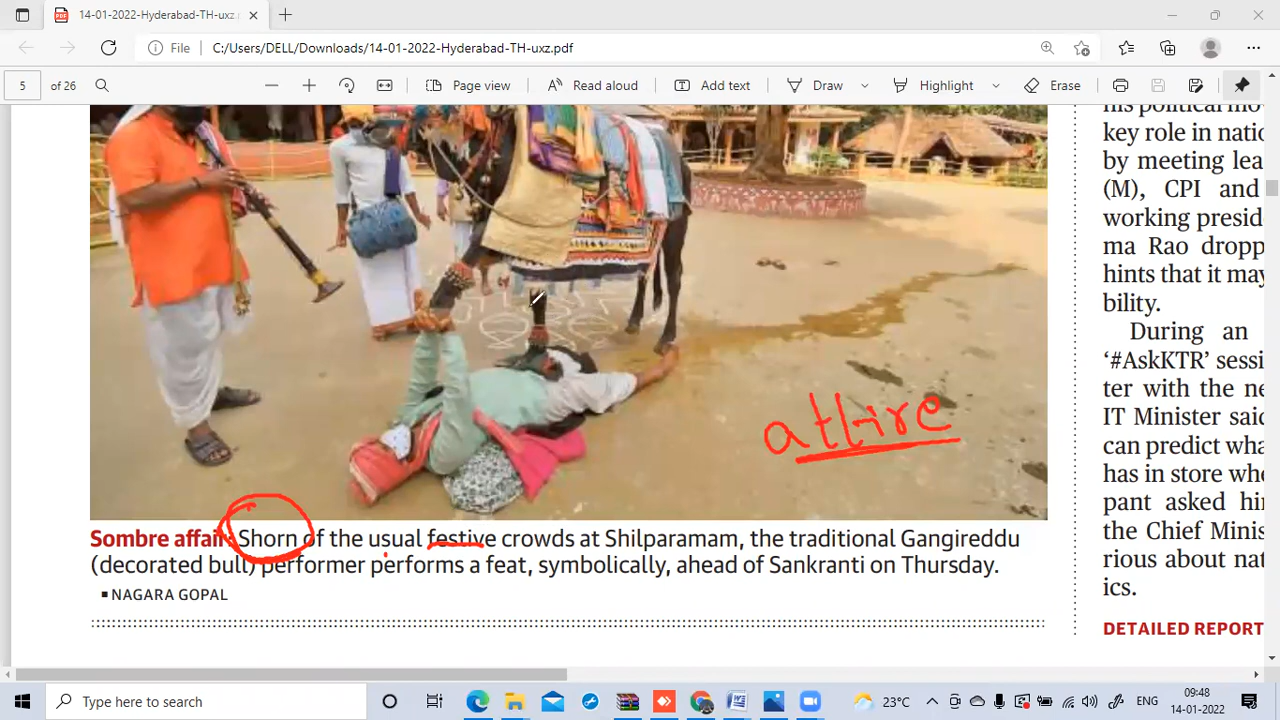 14-01-2022-Hyderabad-TH-uxz.
File C:/Users/DELL/Downloads/14-01-2022-Hyderabad-TH-uxz.pdf
5 of 26 Page view Read aloud Add text Draw Highlight Erase
his political mo
key role in natio
by meeting lea
(M), CPI and
working presid
ma Rao dropp
hints that it may
bility.
During an
‘#AskKTR’ sessi
ter with the ne
IT Minister said
can predict wha
has in store whe
pant asked him
the Chief Minis
rious about nat
ics.
DETAILED REPORT
attire
Sombre affair: Shorn of the usual festive crowds at Shilparamam, the traditional Gangireddu
(decorated bull) performer performs a feat, symbolically, ahead of Sankranti on Thursday.
NAGARA GOPAL
Type here to search
23°C
09:48
14-01-2022